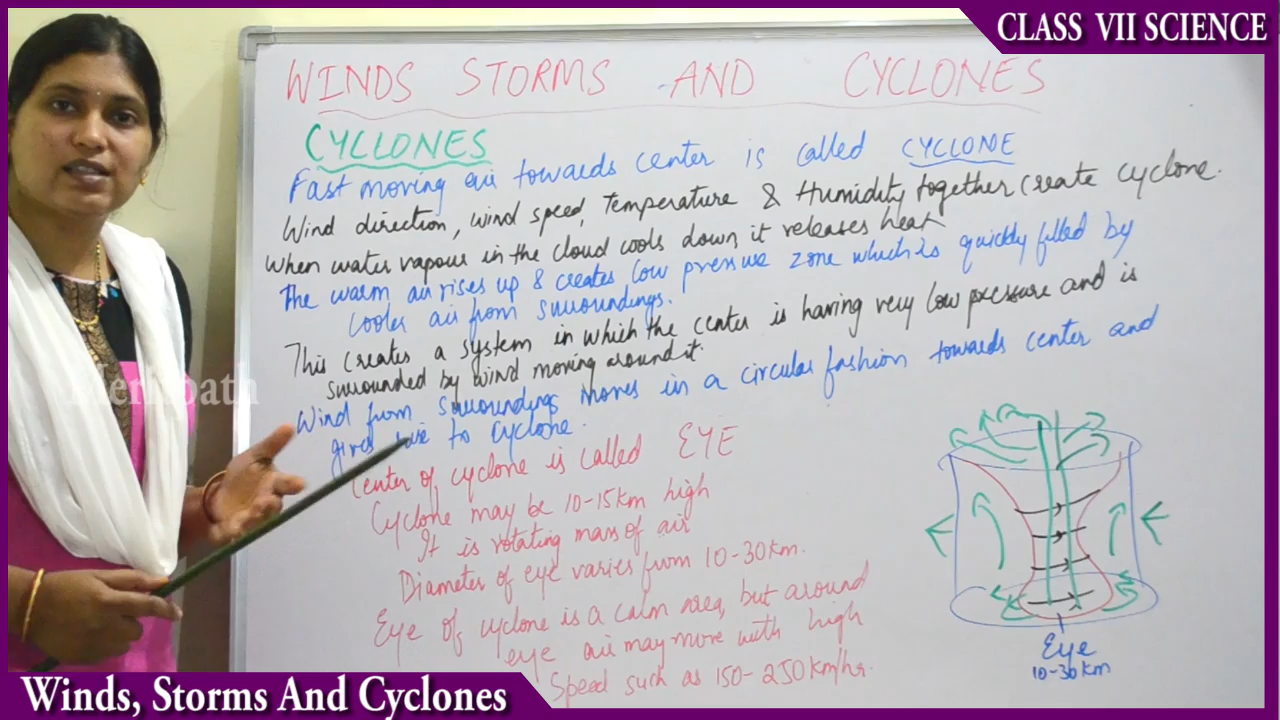 CLASS VII SCIENCE
WINDS STORMS AND CYCLONES
CYCLONES
Fast moving air towards center is called CYCLONE
Wind direction, wind speed, temperature & Humidity together create cyclone.
When water vapour in the cloud cools down it releases heat
The warm air rises up & creates low pressure zone which is quickly filled by
cooler air from surroundings.
This creates a system in which the center is having very low pressure and is
surrounded by wind moving around it.
Wind from surroundings moves in a circular fashion towards center and
gives rise to cyclone.
Center of cyclone is called EYE
Cyclone may be 10-15km high
It is rotating mass of air
Diameter of eye varies from 10-30km.
Eye of cyclone is a calm area, but around
eye air may move with high
Speed such as 150-250km/hr.
Eye
10-30km
Winds, Storms And Cyclones